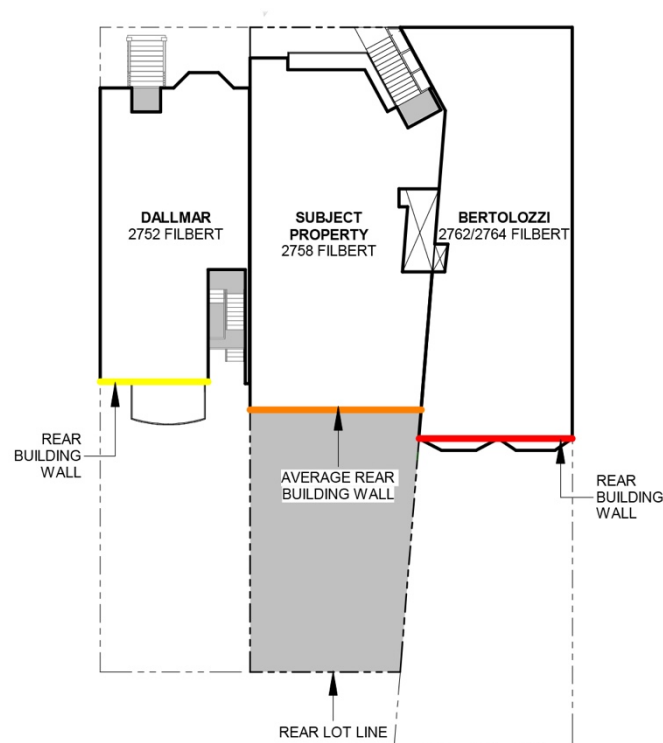 DALLMAR
2752 FILBERT
SUBJECT
PROPERTY
2758 FILBERT
BERTOLOZZI
2762/2764 FILBERT
REAR
BUILDING
WALL
AVERAGE REAR
BUILDING WALL
REAR
BUILDING
WALL
REAR LOT LINE